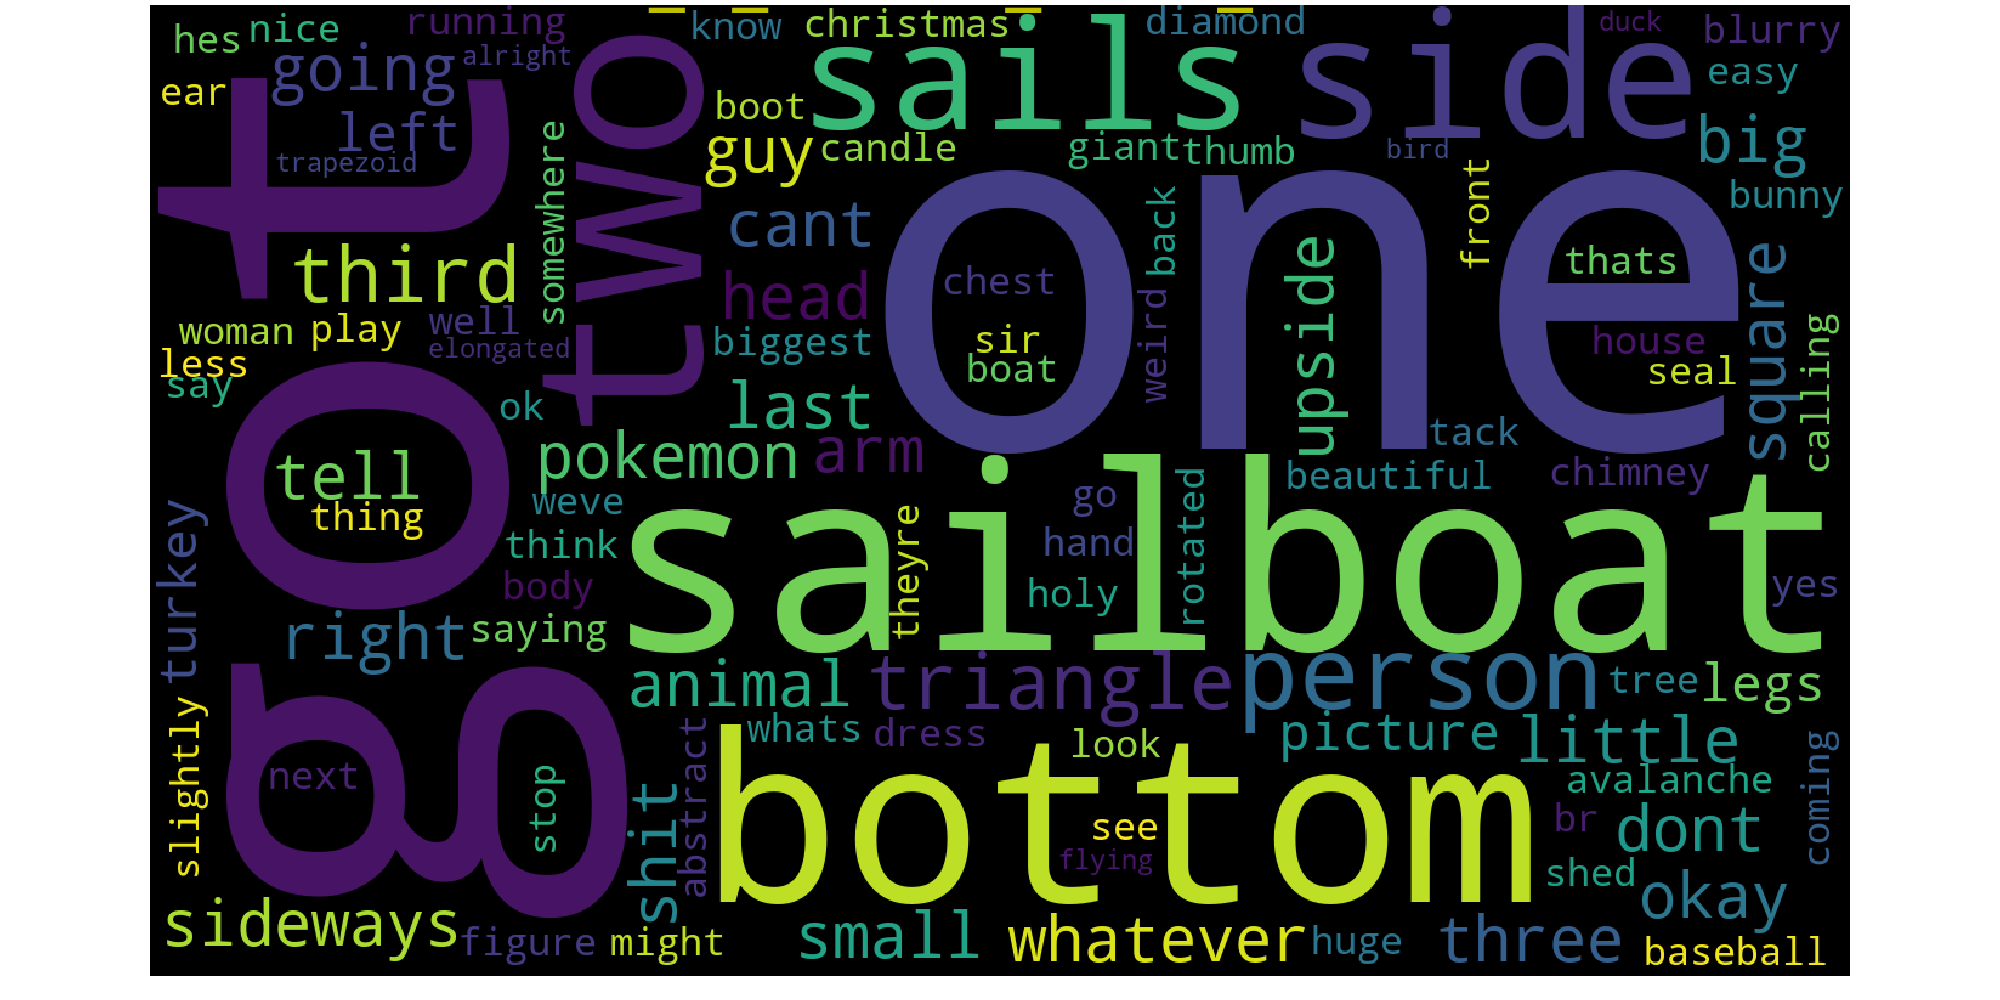 hes
nice
running
know
christmas
diamond
duck
blurry
going
alright
two
sails
side
easy
ear
boot
left
guy
candle
giant
thumb
bird
big
trapezoid
somewhere
got
cant
one
back
front
bunny
third
head
chest
upside
thats
square
woman
play
well
biggest
sir
weird
house
calling
less
elongated
boat
seal
say
ok
last
tack
tell
pokemon
arm
beautiful
chimney
thing
weve
sailboat
go
rotated
turkey
think
theyre
hand
body
holy
yes
right
saying
animal
triangle
person
tree
legs
slightly
whats
dress
look
picture
little
coming
next
stop
shit
abstract
bottom
avalanche
see
br
dont
flying
shed
okay
sideways
figure
might
small
whatever
huge
three
baseball